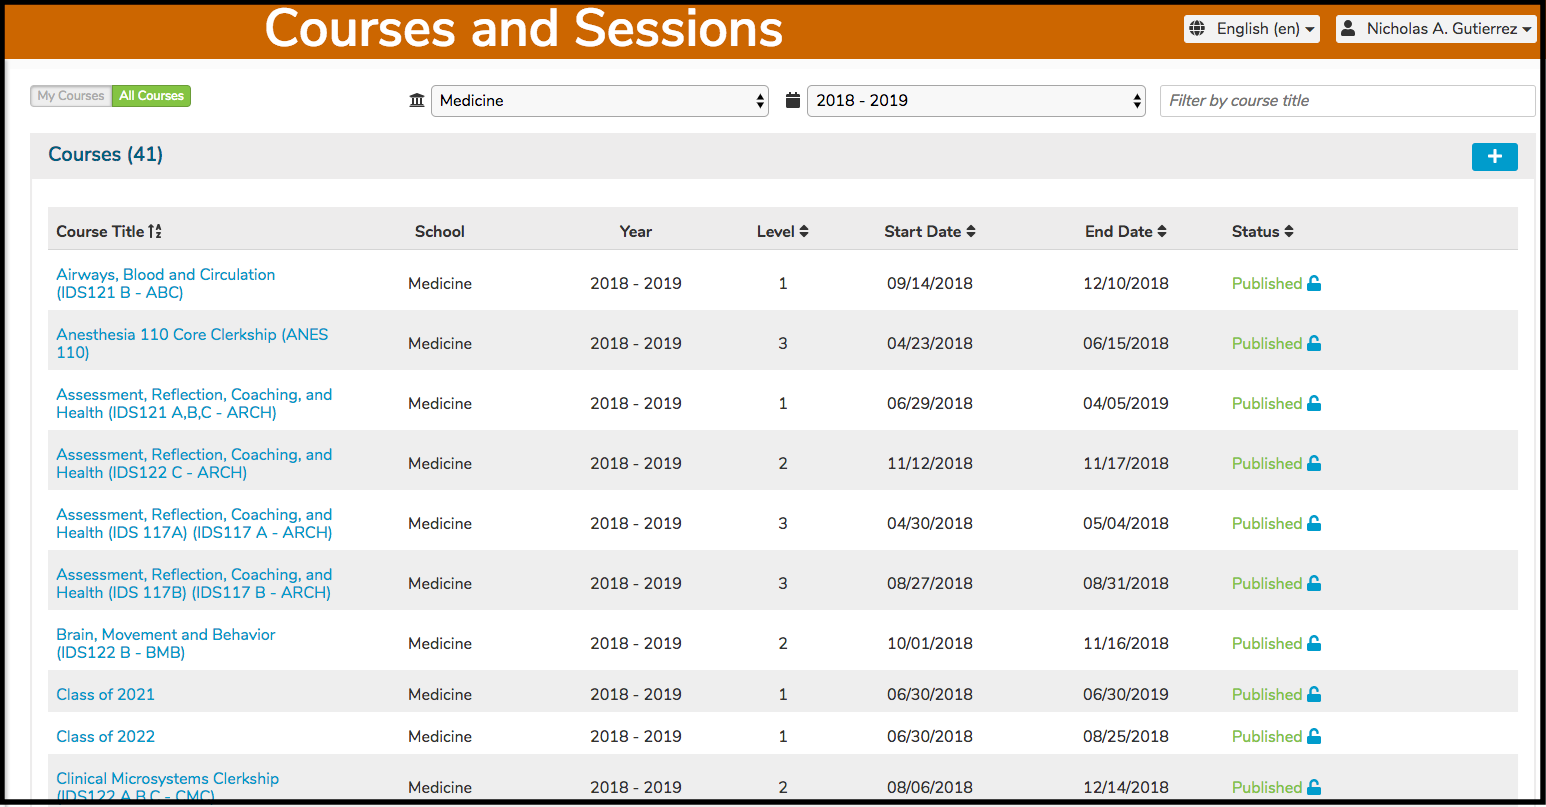 Courses and Sessions
English (en)
Nicholas A. Gutierrez
My Courses All Courses
Medicine
2018 - 2019
Filter by course title
Courses (41)
+
Course Title School Year Level Start Date End Date Status
Airways, Blood and Circulation
(IDS121 B - ABC) Medicine 2018 - 2019 1 09/14/2018 12/10/2018 Published
Anesthesia 110 Core Clerkship (ANES
110) Medicine 2018 - 2019 3 04/23/2018 06/15/2018 Published
Assessment, Reflection, Coaching, and
Health (IDS121 A,B,C - ARCH) Medicine 2018 - 2019 1 06/29/2018 04/05/2019 Published
Assessment, Reflection, Coaching, and
Health (IDS122 C - ARCH) Medicine 2018 - 2019 2 11/12/2018 11/17/2018 Published
Assessment, Reflection, Coaching, and
Health (IDS 117A) (IDS117 A - ARCH) Medicine 2018 - 2019 3 04/30/2018 05/04/2018 Published
Assessment, Reflection, Coaching, and
Health (IDS 117B) (IDS117 B - ARCH) Medicine 2018 - 2019 3 08/27/2018 08/31/2018 Published
Brain, Movement and Behavior
(IDS122 B - BMB) Medicine 2018 - 2019 2 10/01/2018 11/16/2018 Published
Class of 2021 Medicine 2018 - 2019 1 06/30/2018 06/30/2019 Published
Class of 2022 Medicine 2018 - 2019 1 06/30/2018 08/25/2018 Published
Clinical Microsystems Clerkship
(IDS122 A,B,C - CMC) Medicine 2018 - 2019 2 08/06/2018 12/14/2018 Published